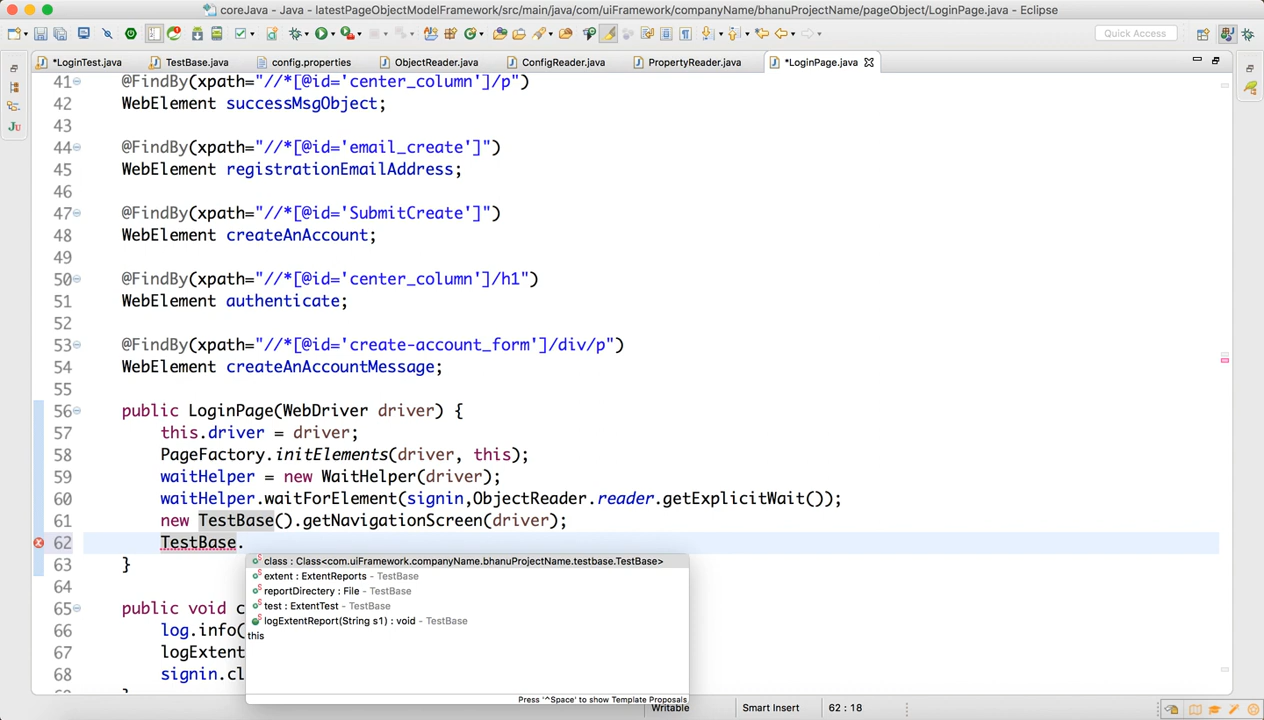 coreJava - Java - latestPageObjectModelFramework/src/main/java/com/uiFramework/companyName/bhanuProjectName/pageObject/LoginPage.java - Eclipse
Quick Access
*LoginTest.java
TestBase.java
config.properties
ObjectReader.java
ConfigReader.java
PropertyReader.java
*LoginPage.java
41 @FindBy(xpath="//*[@id='center_column']/p")
42 WebElement successMsgObject;
43
44 @FindBy(xpath="//*[@id='email_create']")
45 WebElement registrationEmailAddress;
46
47 @FindBy(xpath="//*[@id='SubmitCreate']")
48 WebElement createAnAccount;
49
50 @FindBy(xpath="//*[@id='center_column']/h1")
51 WebElement authenticate;
52
53 @FindBy(xpath="//*[@id='create-account_form']/div/p")
54 WebElement createAnAccountMessage;
55
56 public LoginPage(WebDriver driver) {
57 this.driver = driver;
58 PageFactory.initElements(driver, this);
59 waitHelper = new WaitHelper(driver);
60 waitHelper.waitForElement(signin,ObjectReader.reader.getExplicitWait());
61 new TestBase().getNavigationScreen(driver);
62 TestBase.
63 }
64
65 public void c
66 log.info(
67 logExtent
68 signin.cl
class : Class<com.uiFramework.companyName.bhanuProjectName.testbase.TestBase>
extent : ExtentReports - TestBase
reportDirectery : File - TestBase
test : ExtentTest - TestBase
logExtentReport(String s1) : void - TestBase
this
Press '^Space' to show Template Proposals
Writable
Smart Insert
62 : 18